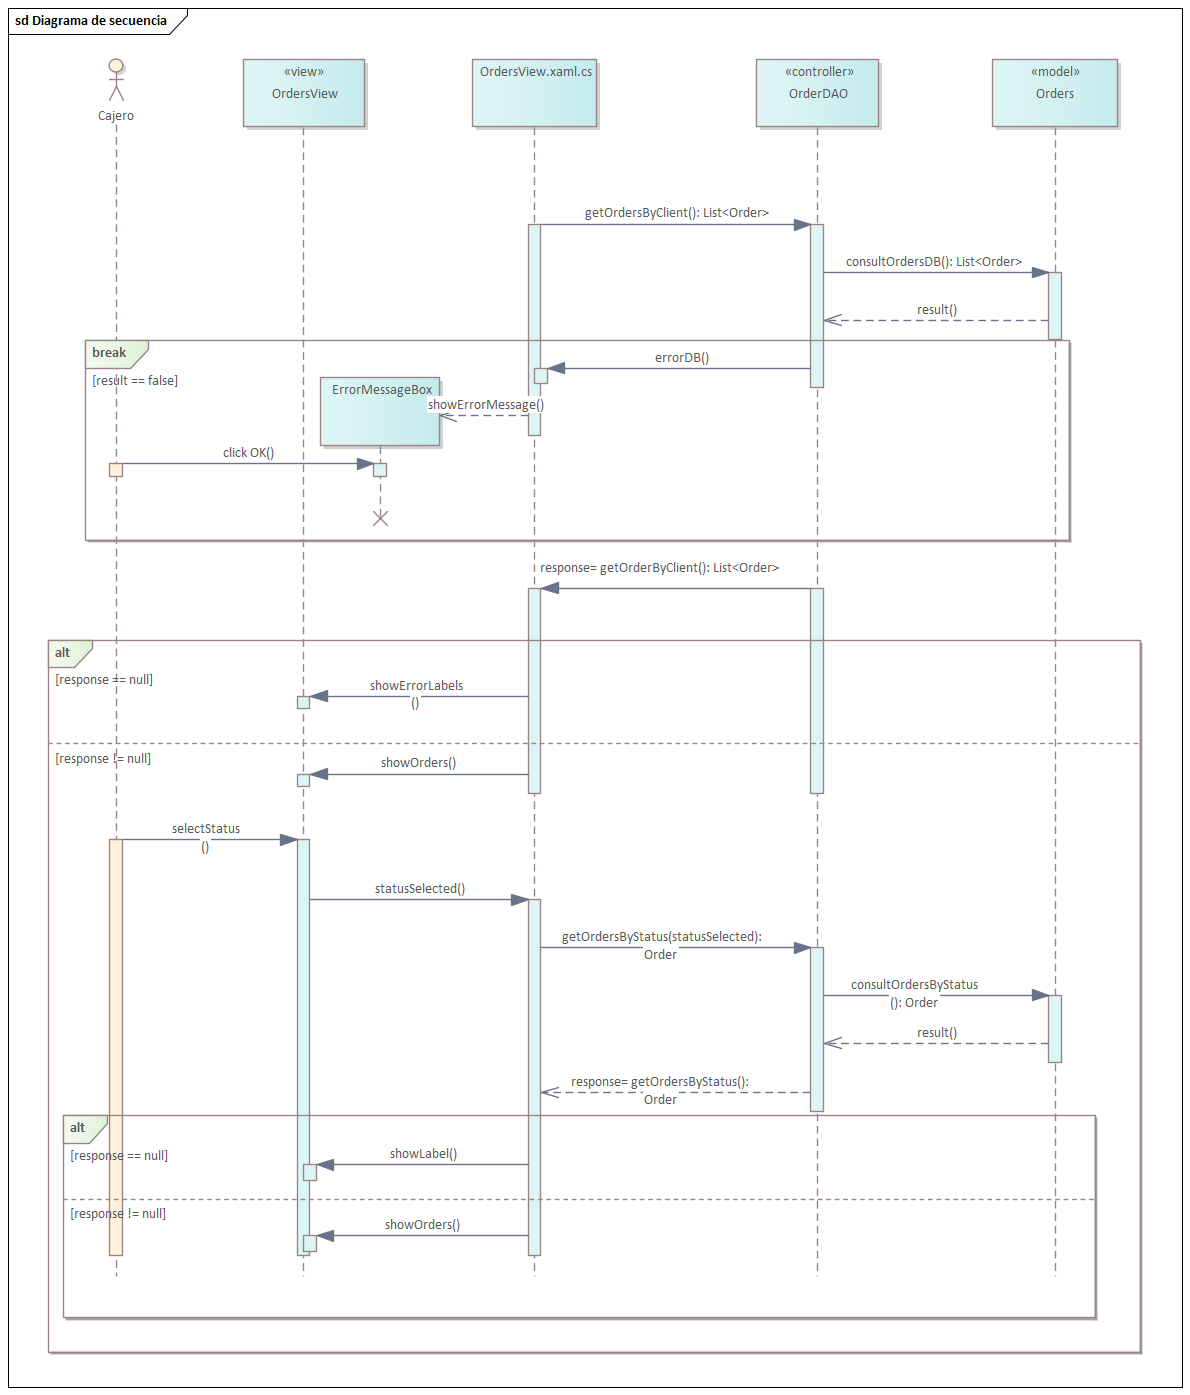 sd Diagrama de secuencia
Cajero
«view»
OrdersView
OrdersView.xaml.cs
«controller»
OrderDAO
«model»
Orders
getOrdersByClient(): List<Order>
consultOrdersDB(): List<Order>
result()
break
[result == false]
errorDB()
ErrorMessageBox
showErrorMessage()
click OK()
response= getOrderByClient(): List<Order>
alt
[response == null]
showErrorLabels
()
[response != null]
showOrders()
selectStatus
()
statusSelected()
getOrdersByStatus(statusSelected):
Order
consultOrdersByStatus
(): Order
result()
response= getOrdersByStatus():
Order
alt
[response == null]
showLabel()
[response != null]
showOrders()